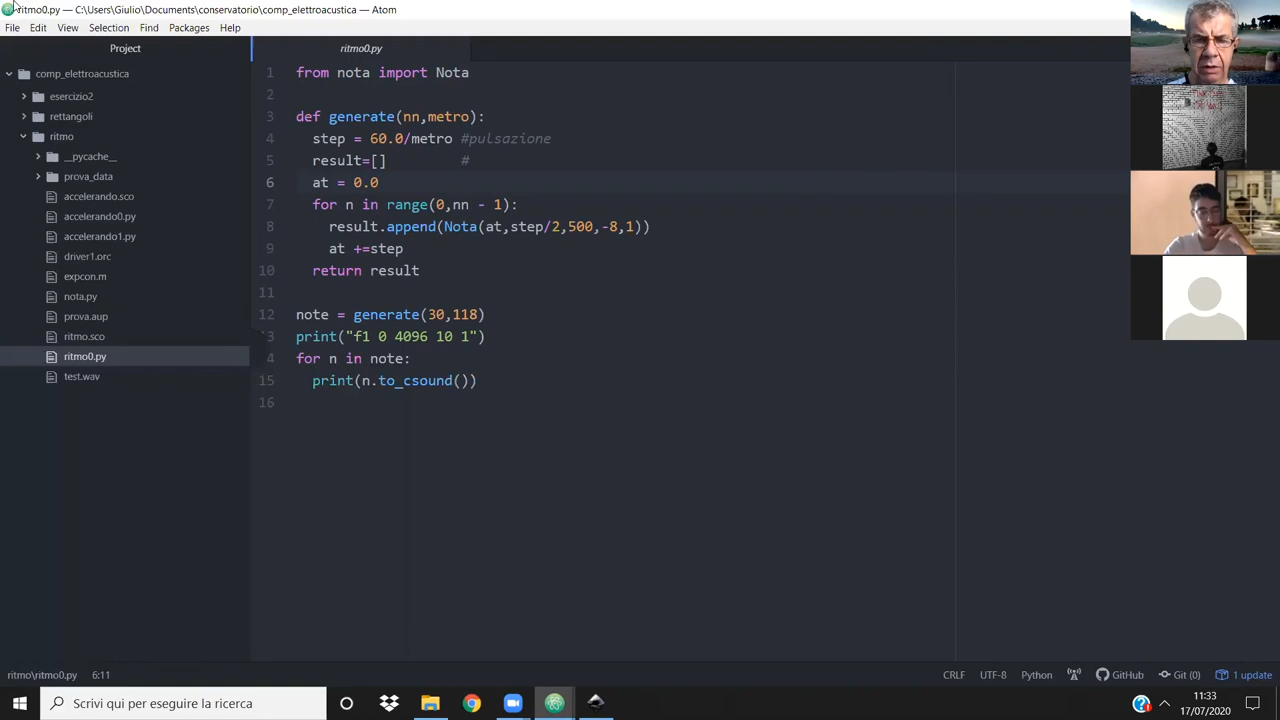 ritmo0.py — C:\Users\Giulio\Documents\conservatorio\comp_elettroacustica — Atom
File Edit View Selection Find Packages Help
Project
comp_elettroacustica
esercizio2
rettangoli
ritmo
__pycache__
prova_data
accelerando.sco
accelerando0.py
accelerando1.py
driver1.orc
expcon.m
nota.py
prova.aup
ritmo.sco
ritmo0.py
test.wav
ritmo0.py
1 from nota import Nota
2
3 def generate(nn,metro):
4 step = 60.0/metro #pulsazione
5 result=[] #
6 at = 0.0
7 for n in range(0,nn - 1):
8 result.append(Nota(at,step/2,500,-8,1))
9 at +=step
10 return result
11
12 note = generate(30,118)
13 print("f1 0 4096 10 1")
14 for n in note:
15 print(n.to_csound())
16
ritmo\ritmo0.py 6:11 CRLF UTF-8 Python GitHub Git (0) 1 update
Scrivi qui per eseguire la ricerca
11:33
17/07/2020